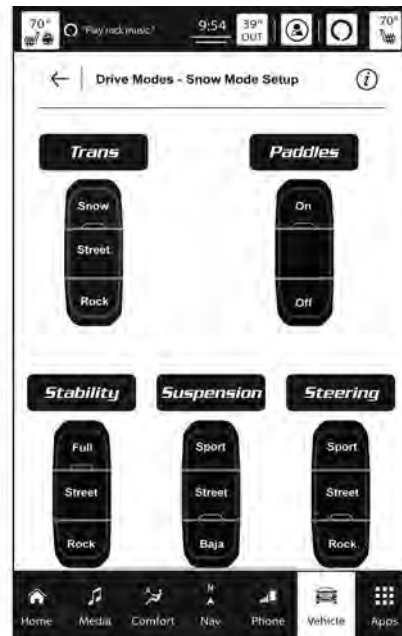 70° "Play rock music." 9:54 39° 70°
OUT
Drive Modes - Snow Mode Setup
Trans Paddles
Snow On
Street
Rock Off
Stability Suspension Steering
Full Sport Sport
Street Street Street
Rock Baja Rock
Home Media Comfort Nav Phone Vehicle Apps